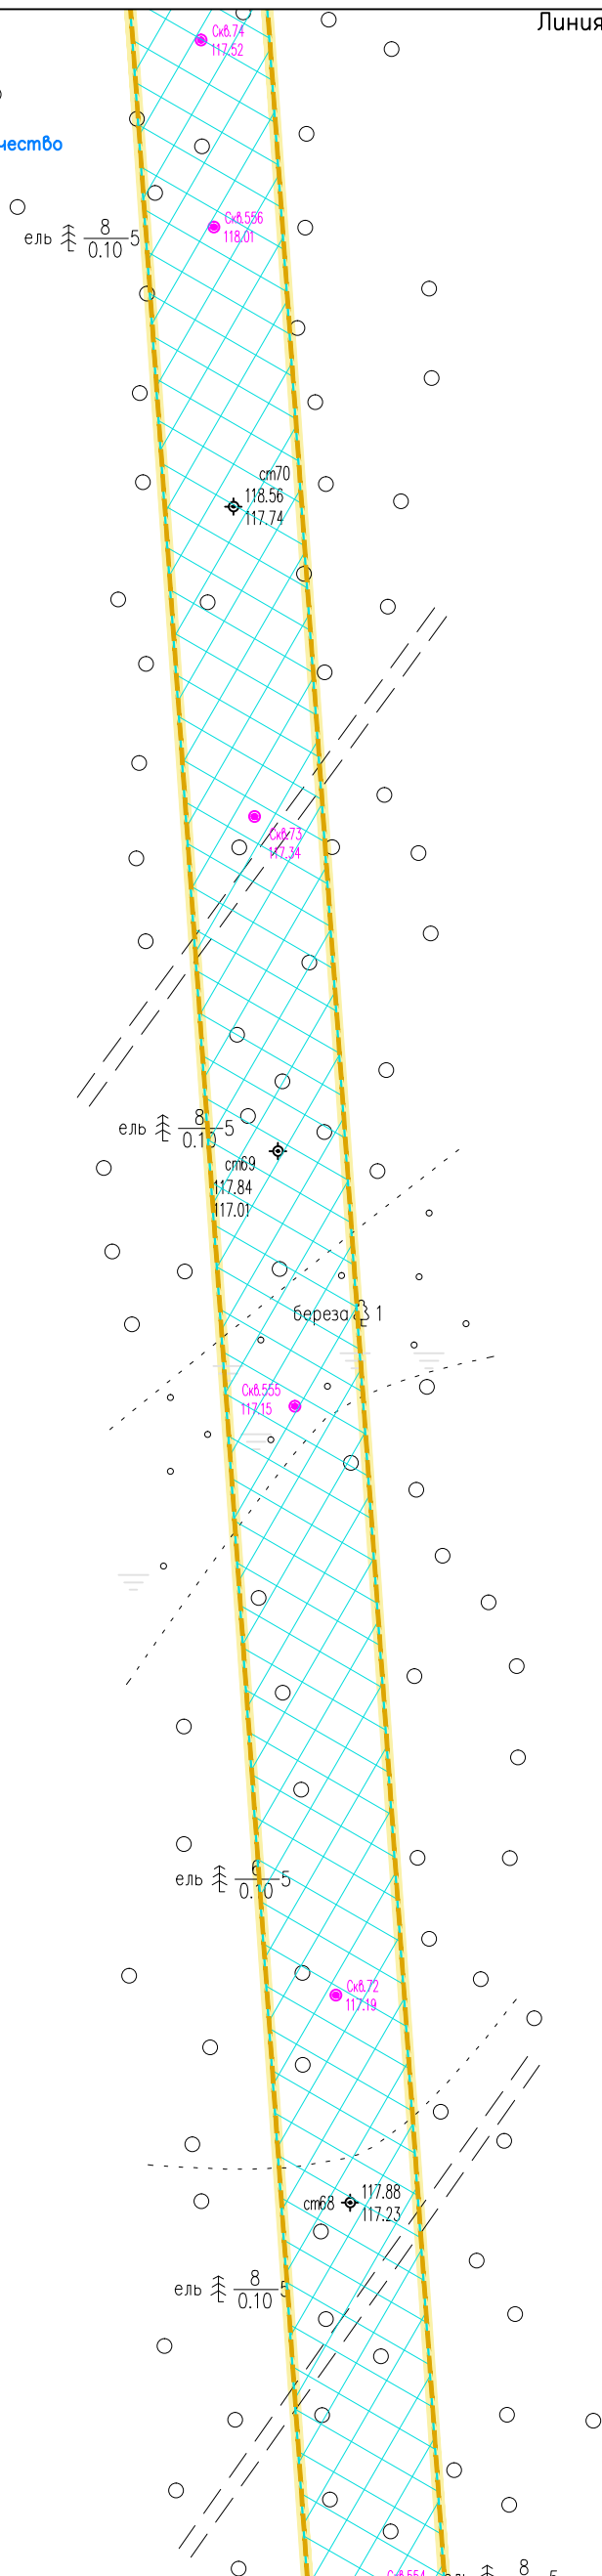 Линия
Скв.74
117.52
чество
Скв.556
118.01
ель 8 5
0.10
ст70
118.56
117.74
Скв.73
117.34
ель 8 5
0.10
ст69
117.84
117.01
береза 1
Скв.555
117.15
ель 6 5
0.10
Скв.72
117.19
117.88
ст68
117.23
ель 8 5
0.10
Скв.554
ель 8 5